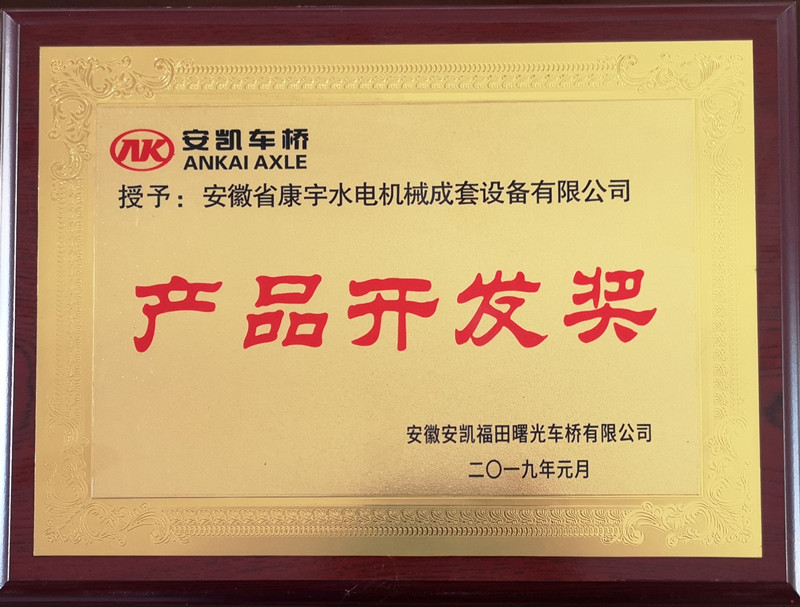 AK 安凯车桥
ANKAI AXLE
授予：安徽省康宇水电机械成套设备有限公司
产品开发奖
安徽安凯福田曙光车桥有限公司
二〇一九年元月